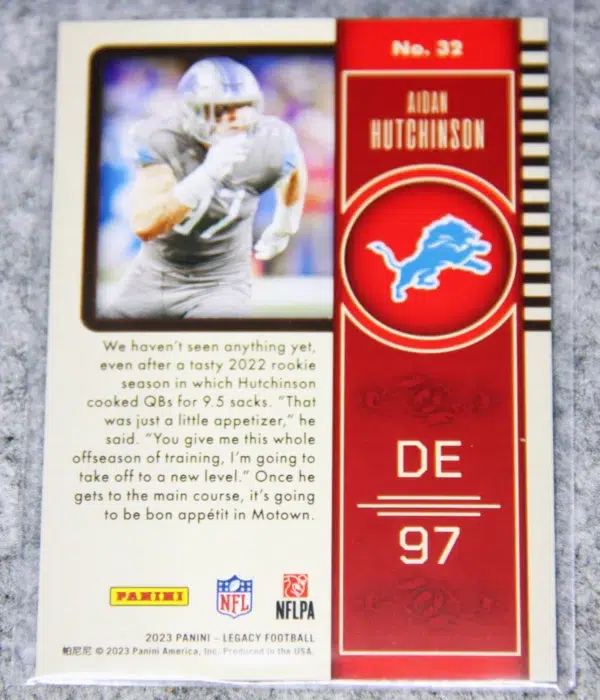 No. 32
AIDAN
HUTCHINSON
97
We haven't seen anything yet,
even after a tasty 2022 rookie
season in which Hutchinson
cooked QBs for 9.5 sacks. "That
was just a little appetizer," he
said. "You give me this whole
offseason of training, I'm going to
take off to a new level." Once he
gets to the main course, it's going
to be bon appétit in Motown.
DE
97
PANINI
NFL
NFLPA
2023 PANINI – LEGACY FOOTBALL
帕尼尼 © 2023 Panini America, Inc. Produced in the USA.